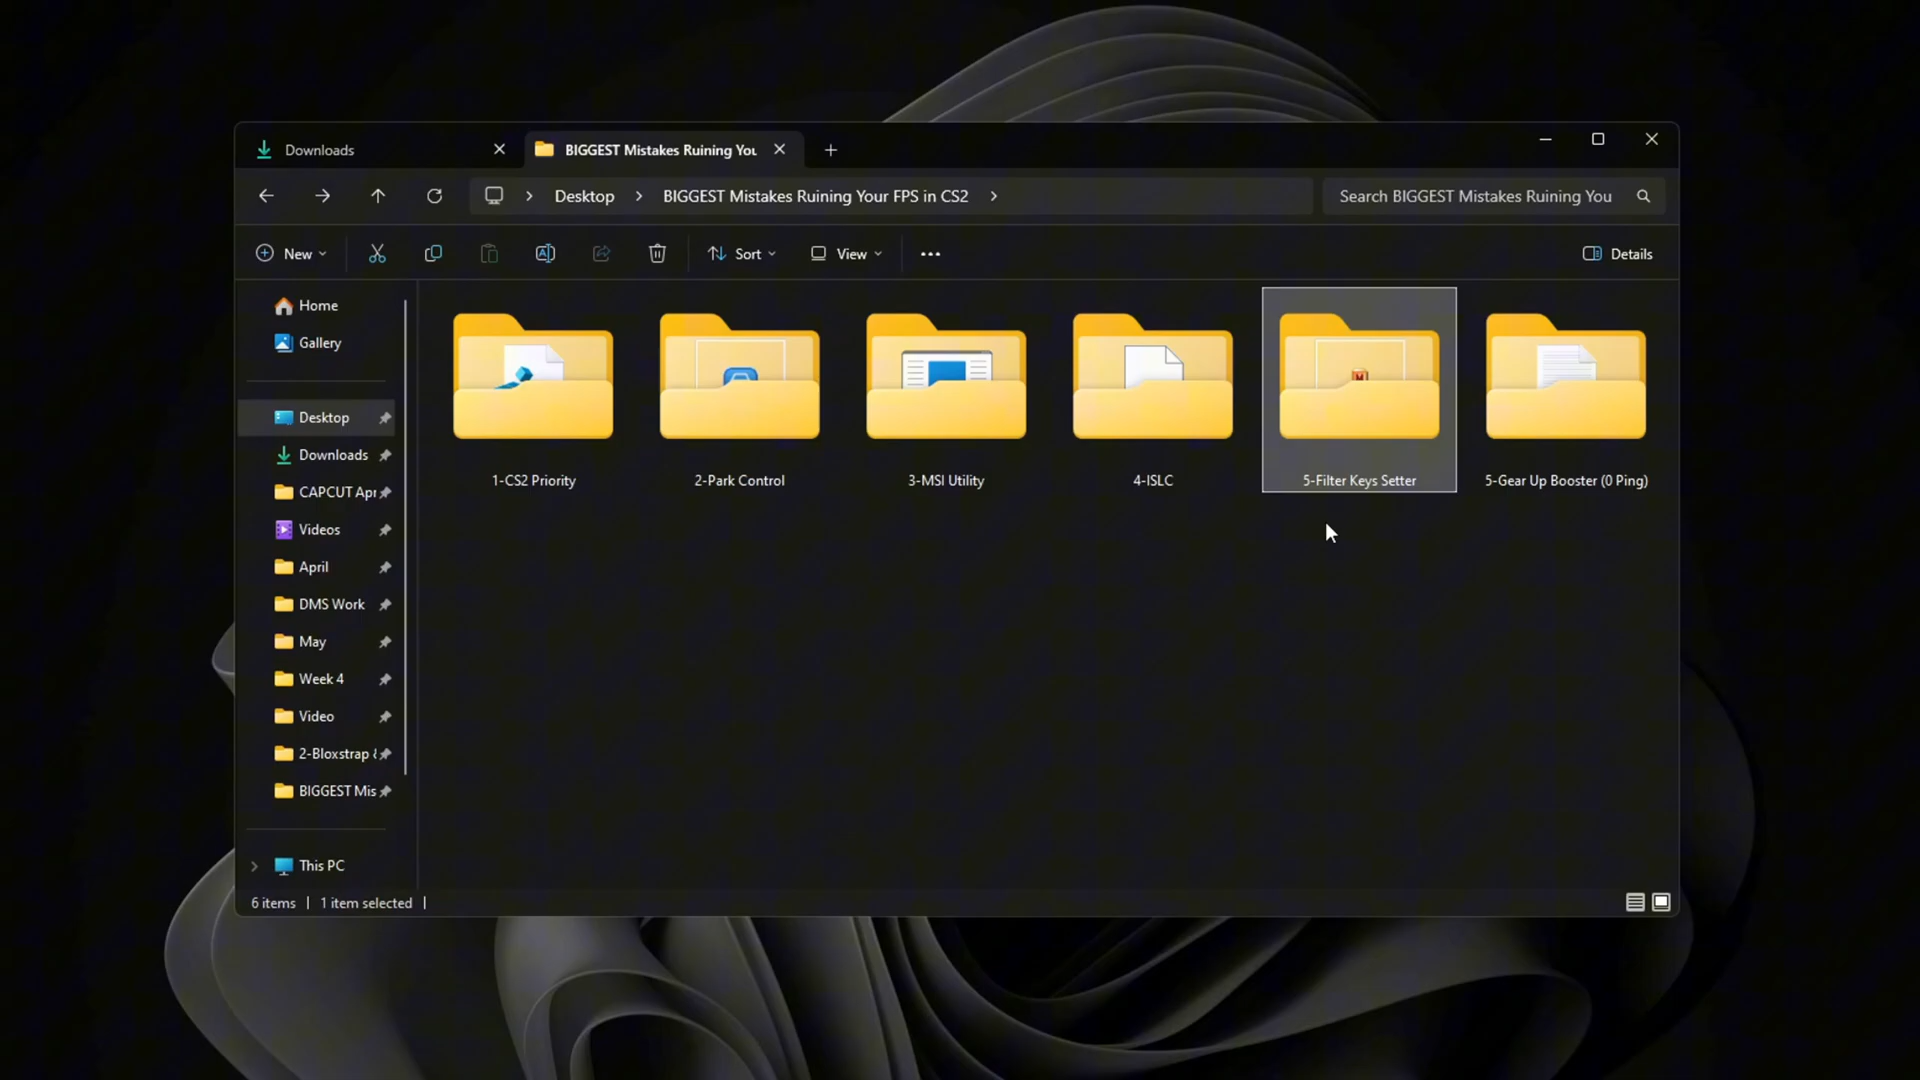 Downloads
BIGGEST Mistakes Ruining You
Desktop
BIGGEST Mistakes Ruining Your FPS in CS2
Search BIGGEST Mistakes Ruining You
New
Sort
View
Details
Home
Gallery
Desktop
Downloads
CAPCUT Apr
Videos
April
DMS Work
May
Week 4
Video
2-Bloxstrap &
BIGGEST Mis
This PC
1-CS2 Priority
2-Park Control
3-MSI Utility
4-ISLC
5-Filter Keys Setter
5-Gear Up Booster (0 Ping)
6 items
1 item selected